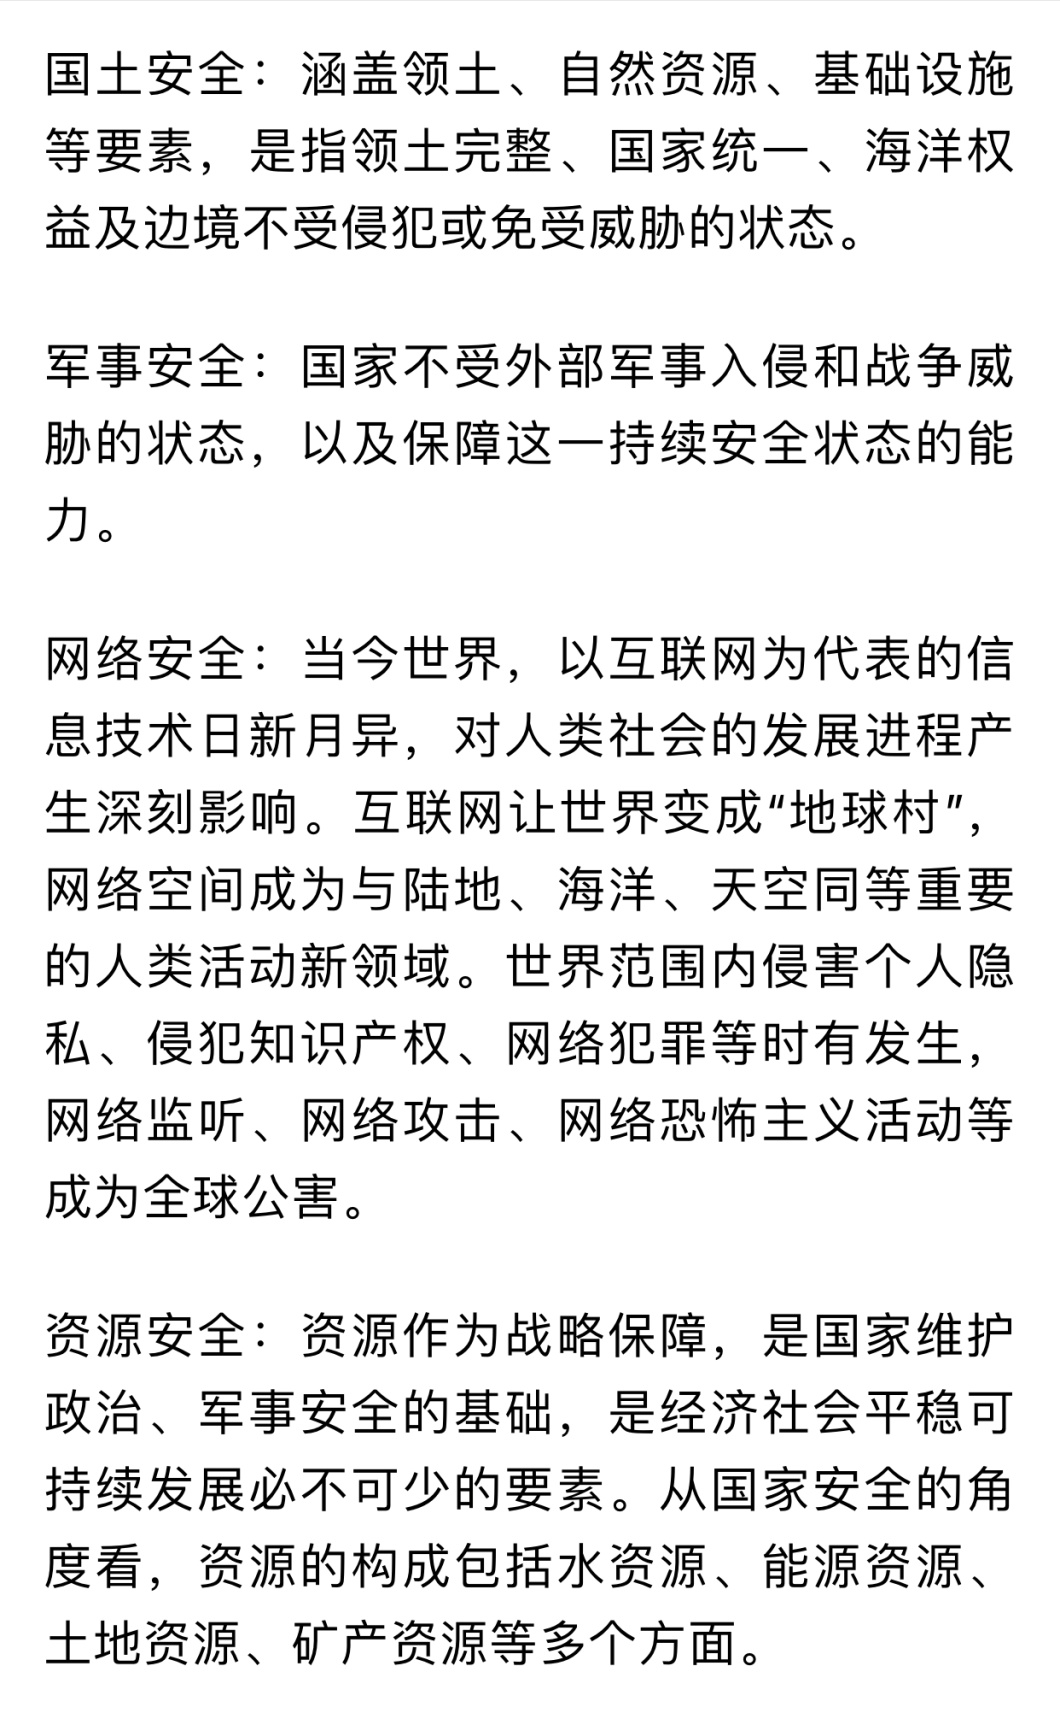 国土安全：涵盖领土、自然资源、基础设施
等要素，是指领土完整、国家统一、海洋权
益及边境不受侵犯或免受威胁的状态。
军事安全：国家不受外部军事入侵和战争威
胁的状态，以及保障这一持续安全状态的能
力。
网络安全：当今世界，以互联网为代表的信
息技术日新月异，对人类社会的发展进程产
生深刻影响。互联网让世界变成“地球村”，
网络空间成为与陆地、海洋、天空同等重要
的人类活动新领域。世界范围内侵害个人隐
私、侵犯知识产权、网络犯罪等时有发生，
网络监听、网络攻击、网络恐怖主义活动等
成为全球公害。
资源安全：资源作为战略保障，是国家维护
政治、军事安全的基础，是经济社会平稳可
持续发展必不可少的要素。从国家安全的角
度看，资源的构成包括水资源、能源资源、
土地资源、矿产资源等多个方面。